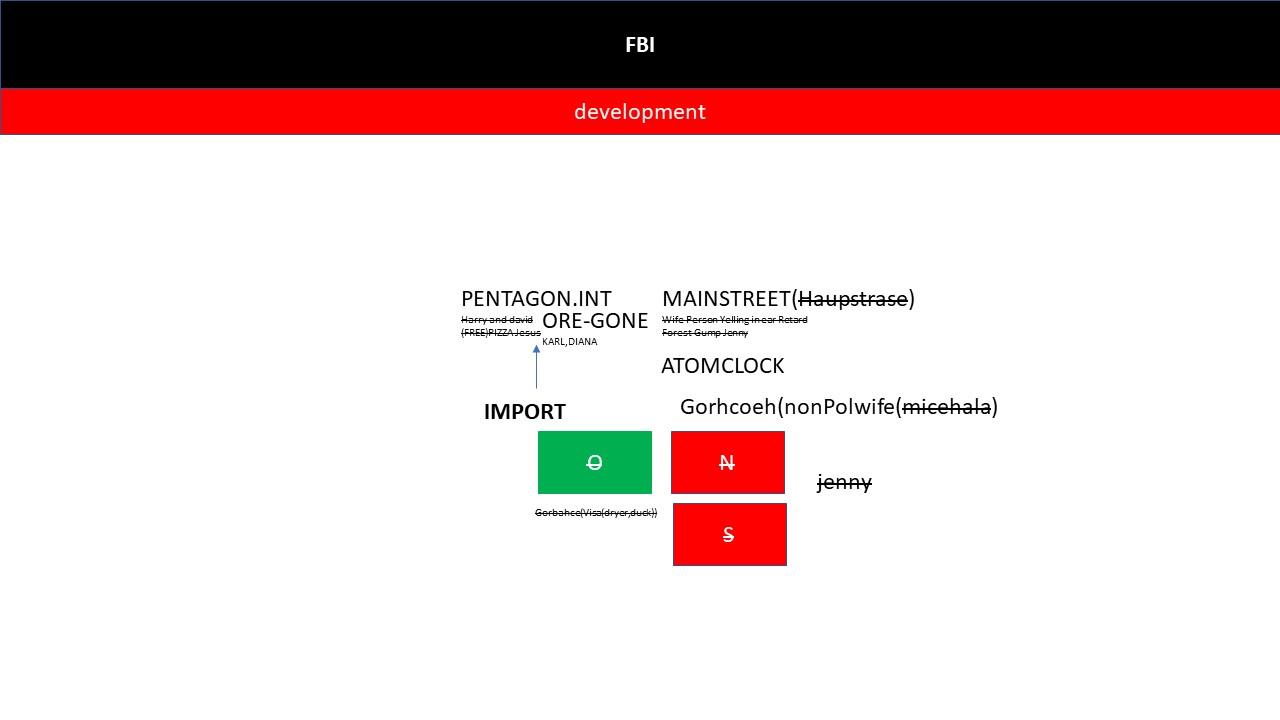 FBI
development
PENTAGON.INT
MAINSTREET(Haupstrase)
Harry and david
(FREE)PIZZA Jesus
ORE-GONE
KARL,DIANA
Wife Person Yelling in ear Retard
Forest Gump Jenny
ATOMCLOCK
IMPORT
Gorhcoeh(nonPolwife(micehala)
O
N
jenny
Gorbahce(Visa(dryer,duck))
S